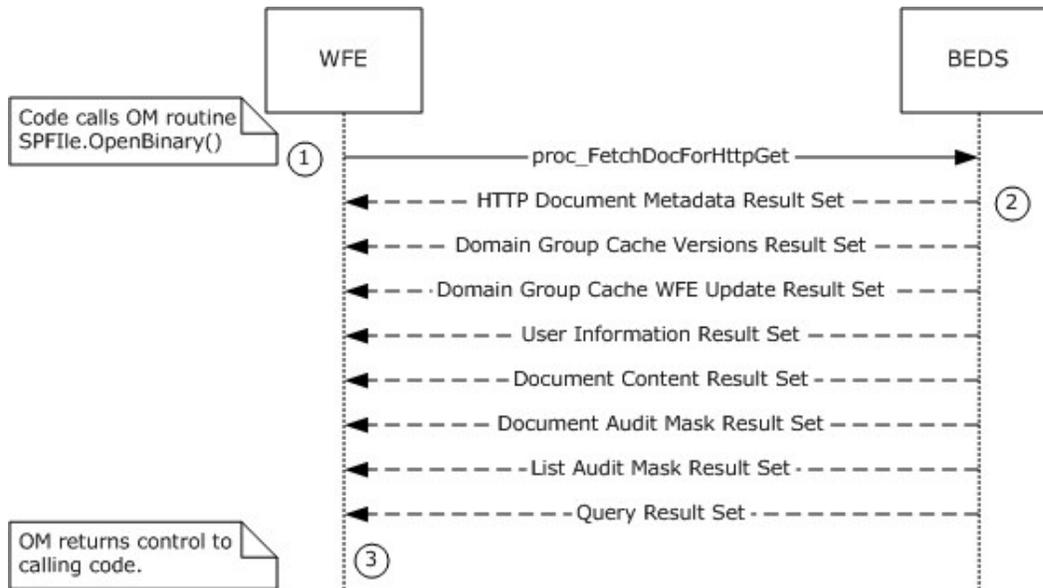 WFE
BEDS
Code calls OM routine
SPFIle.OpenBinary()
1
proc_FetchDocForHttpGet
HTTP Document Metadata Result Set
2
Domain Group Cache Versions Result Set
Domain Group Cache WFE Update Result Set
User Information Result Set
Document Content Result Set
Document Audit Mask Result Set
List Audit Mask Result Set
Query Result Set
OM returns control to
calling code.
3